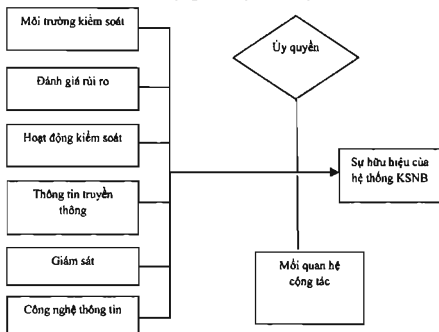 Môi trường kiểm soát
Đánh giá rủi ro
Hoạt động kiểm soát
Thông tin truyền
thông
Giám sát
Công nghệ thông tin
Ủy quyền
Mối quan hệ
cộng tác
Sự hữu hiệu của
hệ thống KSNB